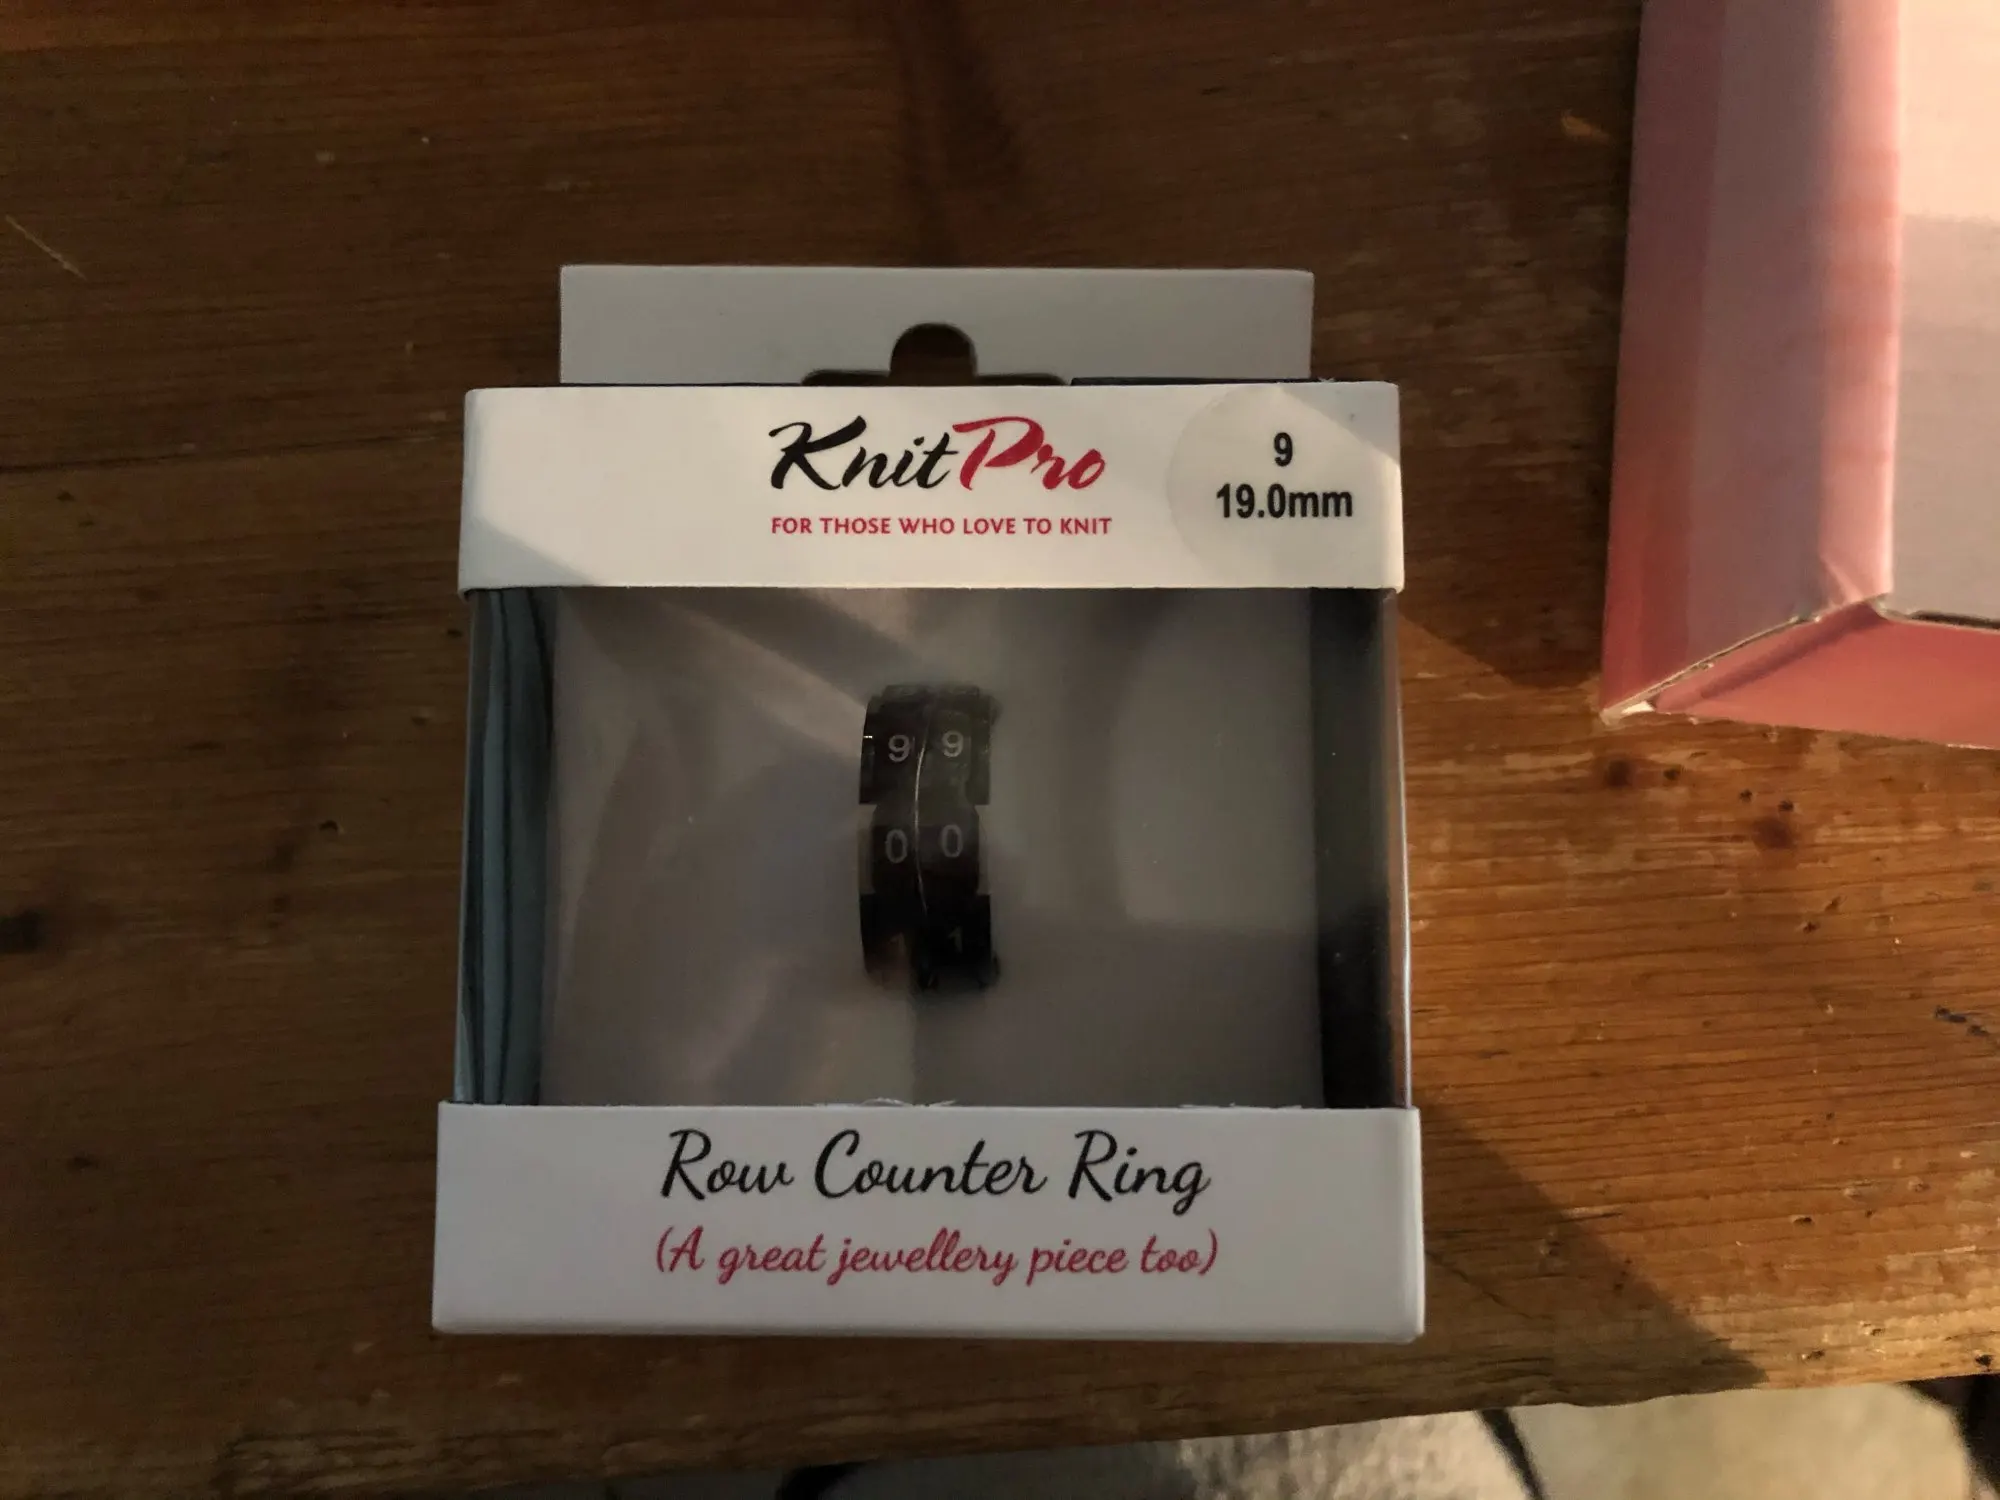 KnitPro
FOR THOSE WHO LOVE TO KNIT
9
19.0mm
9 9
0 0
1
Row Counter Ring
(A great jewellery piece too)